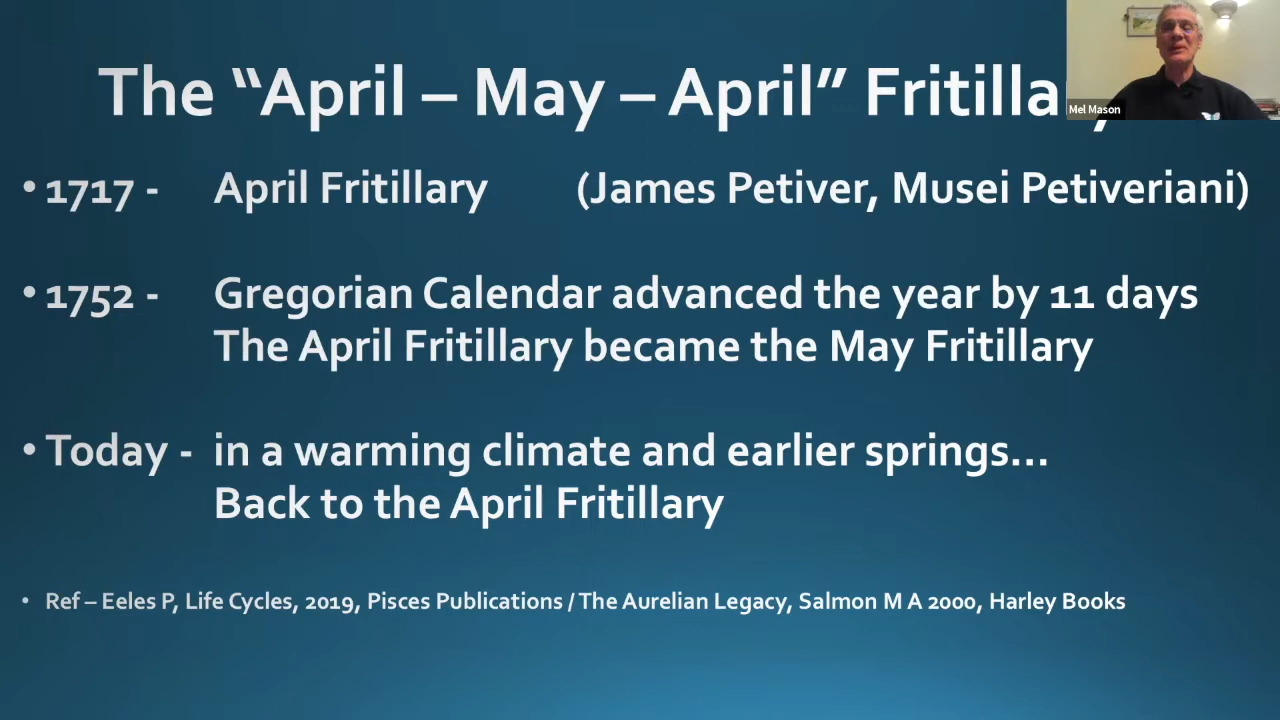 The “April – May – April” Fritillary
Mel Mason
• 1717 - April Fritillary (James Petiver, Musei Petiveriani)
• 1752 - Gregorian Calendar advanced the year by 11 days
The April Fritillary became the May Fritillary
• Today - in a warming climate and earlier springs...
Back to the April Fritillary
• Ref – Eeles P, Life Cycles, 2019, Pisces Publications / The Aurelian Legacy, Salmon M A 2000, Harley Books